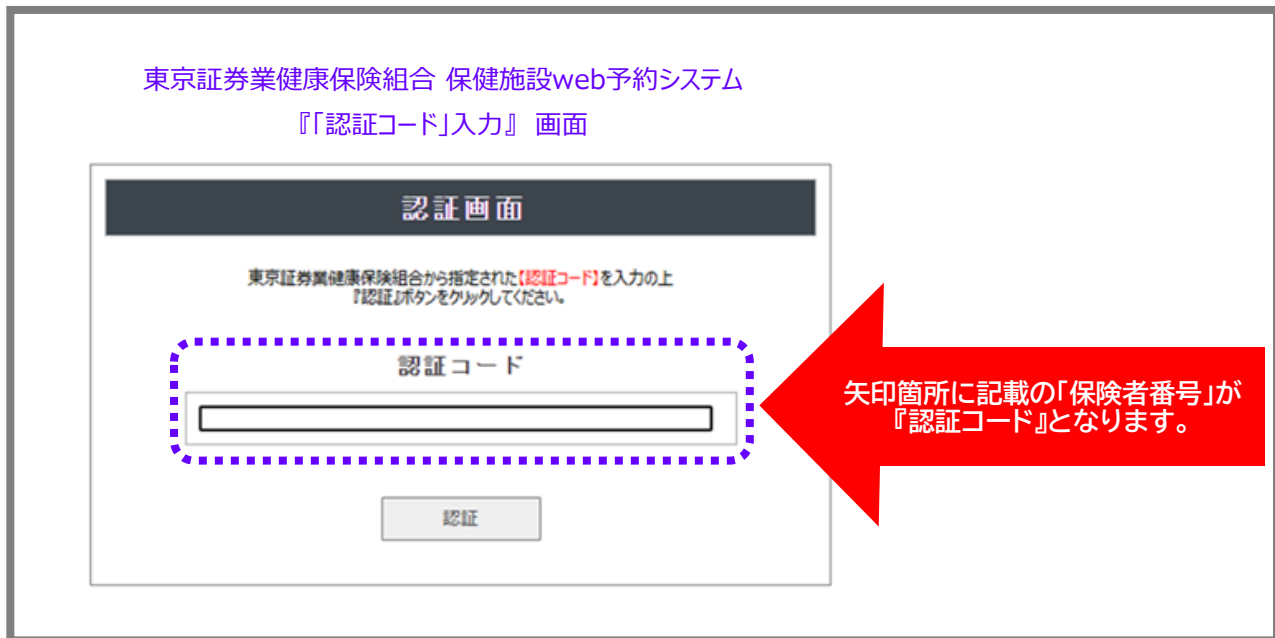 東京証券業健康保険組合 保健施設web予約システム
『「認証コード」入力』 画面
認証画面
東京証券業健康保険組合から指定された【認証コード】を入力の上
『認証』ボタンをクリックしてください。
認証コード
矢印箇所に記載の「保険者番号」が
『認証コード』となります。
認証